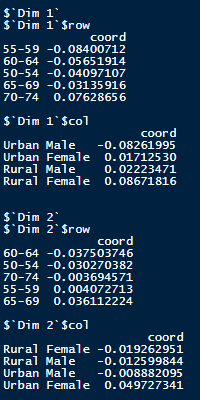 $`Dim 1`
$`Dim 1`$row
coord
55-59 -0.08400712
60-64 -0.05651914
50-54 -0.04097107
65-69 -0.03135916
70-74 0.07628656
$`Dim 1`$col
coord
Urban Male -0.08261995
Urban Female 0.01712530
Rural Male 0.02223471
Rural Female 0.08671816
$`Dim 2`
$`Dim 2`$row
coord
60-64 -0.037503746
50-54 -0.030270382
70-74 -0.003694571
55-59 0.004072713
65-69 0.036112224
$`Dim 2`$col
coord
Rural Female -0.019262951
Rural Male -0.012599844
Urban Male -0.008882095
Urban Female 0.049727341